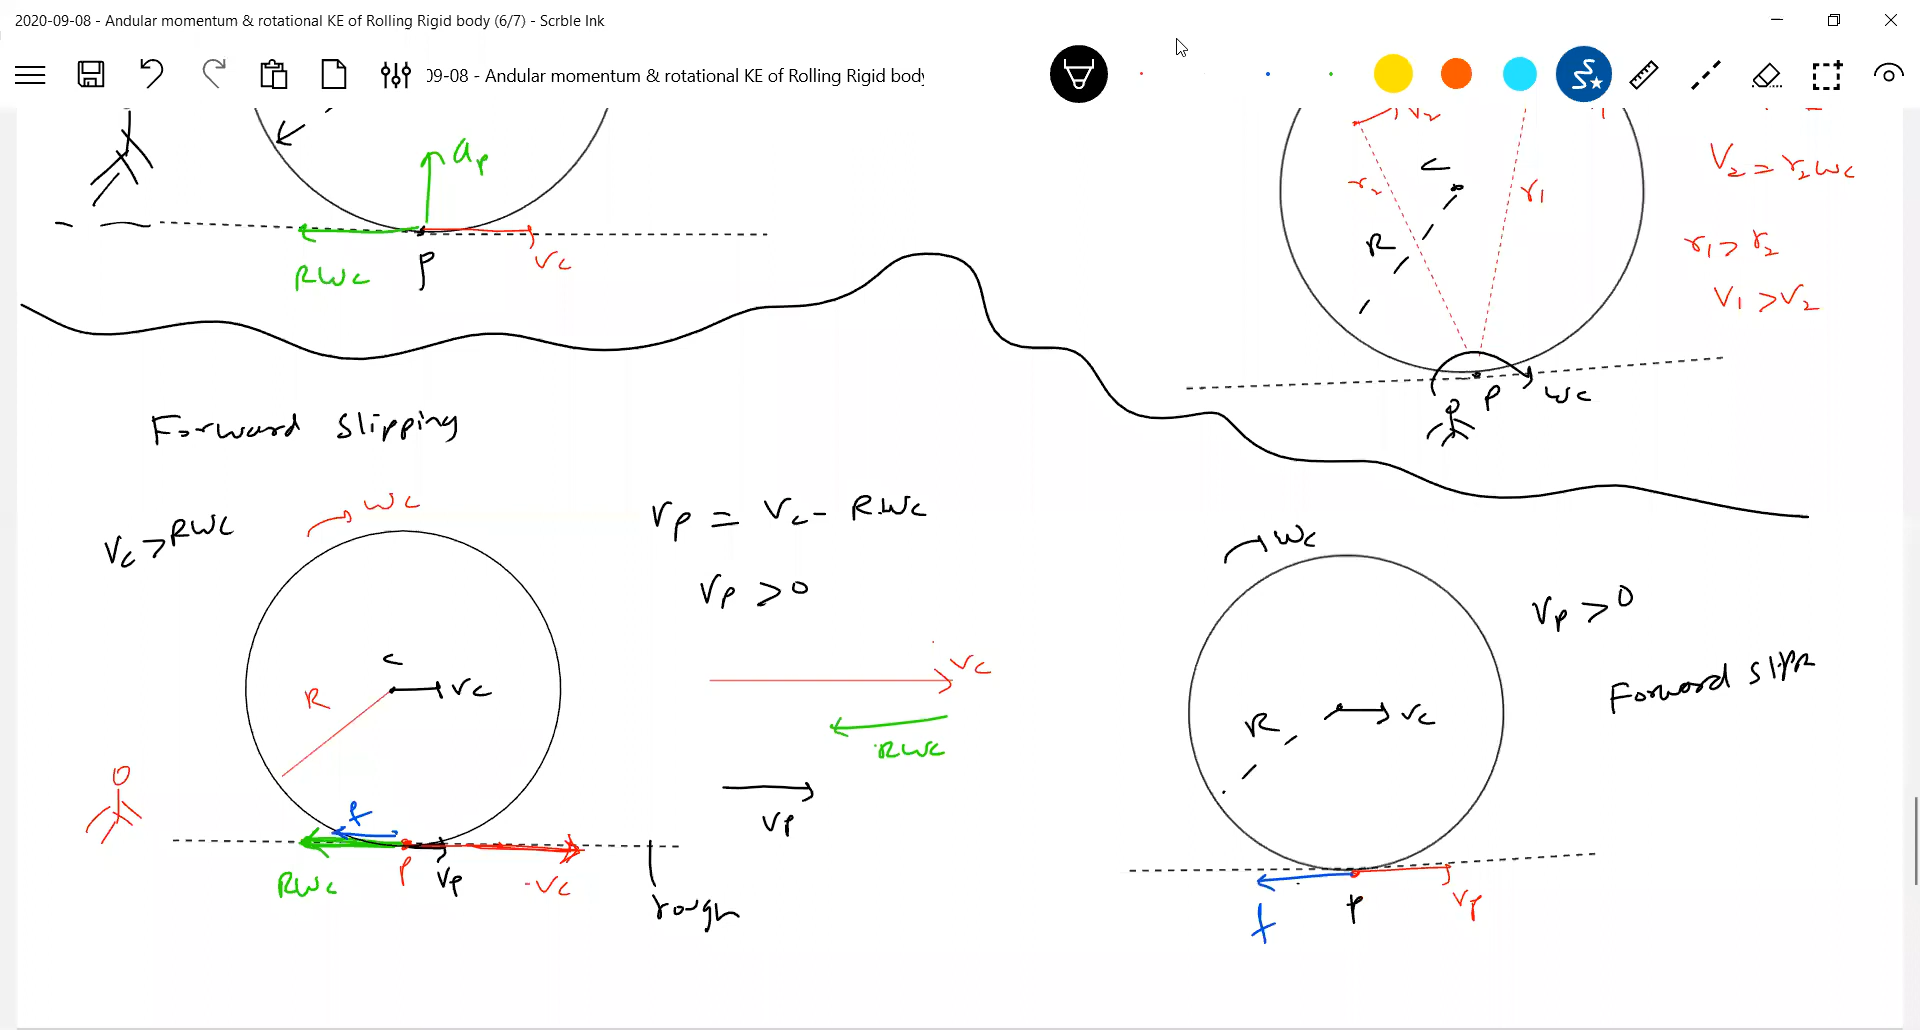 2020-09-08 - Andular momentum & rotational KE of Rolling Rigid body (6/7) - Scrble Ink
09-08 - Andular momentum & rotational KE of Rolling Rigid body
ap
RWc
P
Vc
V2
C
r2
r1
R
V2 = r2 Wc
r1 > r2
V1 > V2
P
Wc
Forward Slipping
Vc > RWc
Wc
VP = Vc - RWc
VP > 0
C
Vc
R
f
RWc
P
VP
Vc
rough
Vc
RWc
VP
Wc
VP > 0
Forward
R
Vc
f
P
VP